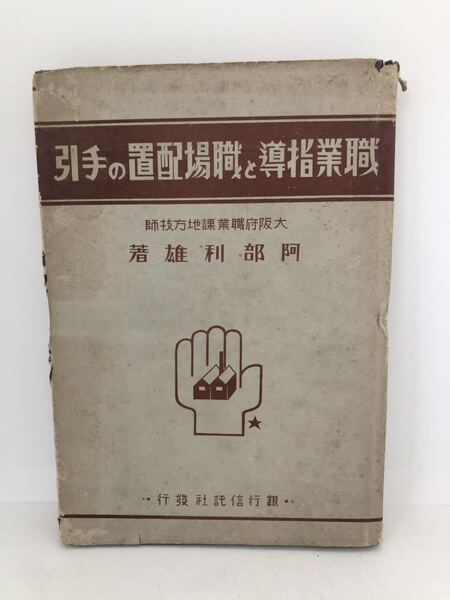 職業指導と職場配置の手引
大阪府職業課地方技師
阿部利雄著
銀行信託社發行